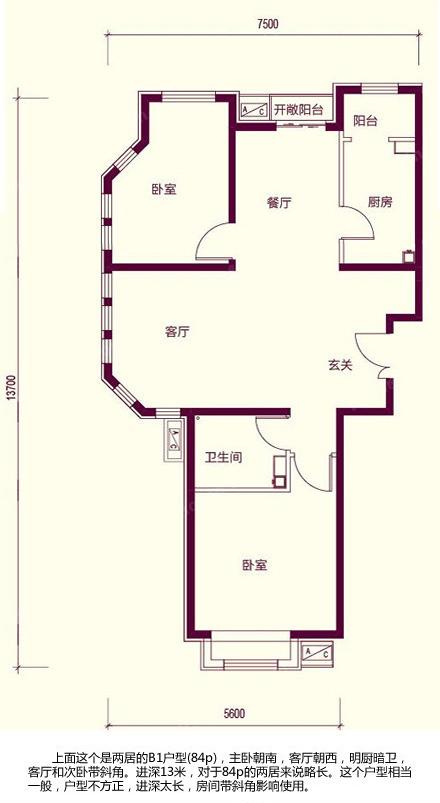 7500
A C
开敞阳台
阳台
卧室
餐厅
厨房
客厅
玄关
13700
A C
卫生间
卧室
A C
5600
上面这个是两居的B1户型(84p)，主卧朝南，客厅朝西，明厨暗卫，
客厅和次卧带斜角。进深13米，对于84p的两居来说略长。这个户型相当
一般，户型不方正，进深太长，房间带斜角影响使用。